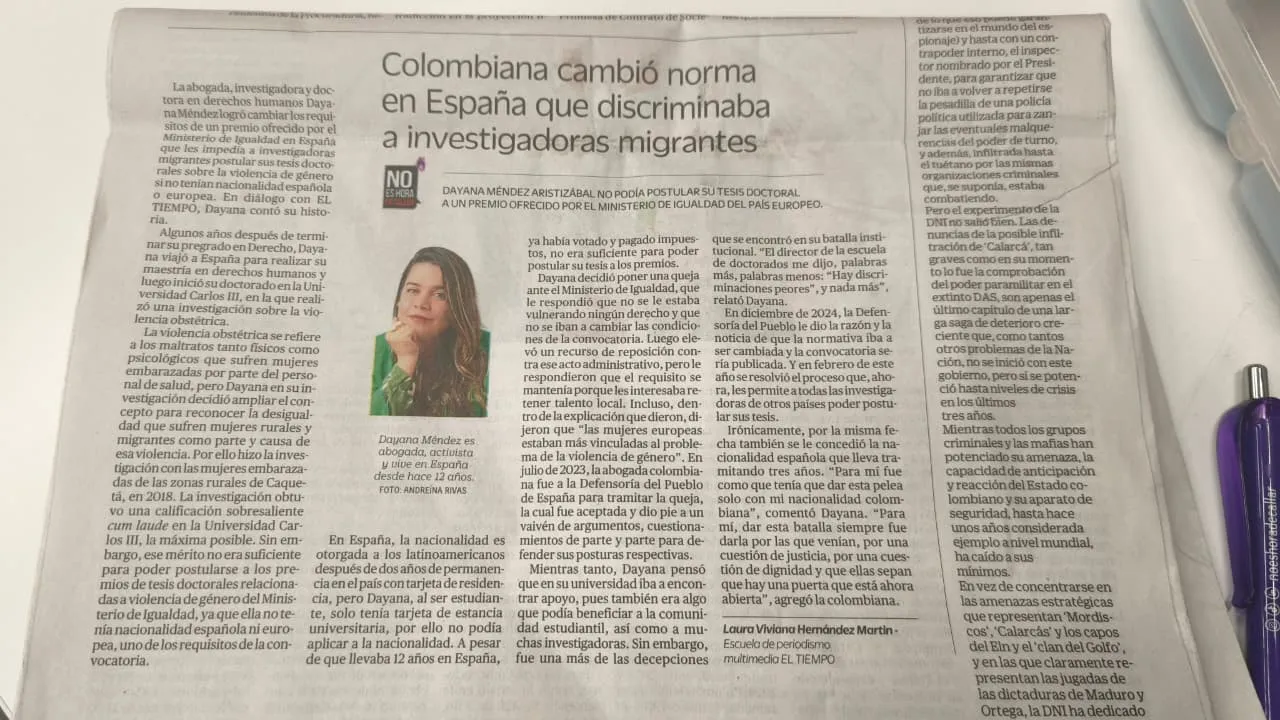 Colombiana cambió norma
en España que discriminaba
a investigadoras migrantes
NO
ES HORA
DAYANA MÉNDEZ ARISTIZÁBAL NO PODÍA POSTULAR SU TESIS DOCTORAL
A UN PREMIO OFRECIDO POR EL MINISTERIO DE IGUALDAD DEL PAÍS EUROPEO.
La abogada, investigadora y doc-
tora en derechos humanos Daya-
na Méndez logró cambiar los requi-
sitos de un premio ofrecido por el
Ministerio de Igualdad en España
que les impedía a investigadoras
migrantes postular sus tesis docto-
rales sobre la violencia de género
si no tenían nacionalidad española
o europea. En diálogo con EL
TIEMPO, Dayana contó su histo-
ria.
Algunos años después de termi-
nar su pregrado en Derecho, Daya-
na viajó a España para realizar su
maestría en derechos humanos y
luego inició su doctorado en la Uni-
versidad Carlos III, en la que reali-
zó una investigación sobre la vio-
lencia obstétrica.
La violencia obstétrica se refiere
a los maltratos tanto físicos como
psicológicos que sufren mujeres
embarazadas por parte del perso-
nal de salud, pero Dayana en su in-
vestigación decidió ampliar el con-
cepto para reconocer la desigual-
dad que sufren mujeres rurales y
migrantes como parte y causa de
esa violencia. Por ello hizo la inves-
tigación con las mujeres embaraza-
das de las zonas rurales de Caque-
tá, en 2018. La investigación obtu-
vo una calificación sobresaliente
cum laude en la Universidad Car-
los III, la máxima posible. Sin em-
bargo, ese mérito no era suficiente
para poder postularse a los pre-
mios de tesis doctorales relaciona-
das a violencia de género del Minis-
terio de Igualdad, ya que ella no te-
nía nacionalidad española ni euro-
pea, uno de los requisitos de la con-
vocatoria.
Dayana Méndez es
abogada, activista
y vive en España
desde hace 12 años.
FOTO: ANDREÍNA RIVAS
En España, la nacionalidad es
otorgada a los latinoamericanos
después de dos años de permanen-
cia en el país con tarjeta de residen-
cia, pero Dayana, al ser estudian-
te, solo tenía tarjeta de estancia
universitaria, por ello no podía
aplicar a la nacionalidad. A pesar
de que llevaba 12 años en España,
ya había votado y pagado impues-
tos, no era suficiente para poder
postular su tesis a los premios.
Dayana decidió poner una queja
ante el Ministerio de Igualdad, que
le respondió que no se le estaba
vulnerando ningún derecho y que
no se iban a cambiar las condicio-
nes de la convocatoria. Luego ele-
vó un recurso de reposición con-
tra ese acto administrativo, pero le
respondieron que el requisito se
mantenía porque les interesaba re-
tener talento local. Incluso, den-
tro de la explicación que dieron, di-
jeron que “las mujeres europeas
estaban más vinculadas al proble-
ma de la violencia de género”. En
julio de 2023, la abogada colombia-
na fue a la Defensoría del Pueblo
de España para tramitar la queja,
la cual fue aceptada y dio pie a un
vaivén de argumentos, cuestiona-
mientos de parte y parte para de-
fender sus posturas respectivas.
Mientras tanto, Dayana pensó
que en su universidad iba a encon-
trar apoyo, pues también era algo
que podía beneficiar a la comuni-
dad estudiantil, así como a mu-
chas investigadoras. Sin embargo,
fue una más de las decepciones
que se encontró en su batalla insti-
tucional. “El director de la escuela
de doctorados me dijo, palabras
más, palabras menos: “Hay discri-
minaciones peores”, y nada más”,
relató Dayana.
En diciembre de 2024, la Defen-
soría del Pueblo le dio la razón y la
noticia de que la normativa iba a
ser cambiada y la convocatoria se-
ría publicada. Y en febrero de este
año se resolvió el proceso que, aho-
ra, les permite a todas las investiga-
doras de otros países poder postu-
lar sus tesis.
Irónicamente, por la misma fe-
cha también se le concedió la na-
cionalidad española que lleva tra-
mitando tres años. “Para mí fue
como que tenía que dar esta pelea
solo con mi nacionalidad colom-
biana”, comentó Dayana. “Para
mí, dar esta batalla siempre fue
darla por las que venían, por una
cuestión de justicia, por una cues-
tión de dignidad y que ellas sepan
que hay una puerta que está ahora
abierta”, agregó la colombiana.
Laura Viviana Hernández Martin -
Escuela de periodismo
multimedia EL TIEMPO
tizarse en el mundo del es-
pionaje) y hasta con un con-
trapoder interno, el inspec-
tor nombrado por el Presi-
dente, para garantizar que
no iba a volver a repetirse
la pesadilla de una policía
política utilizada para zan-
jar las eventuales malque-
rencias del poder de turno,
y además, infiltrada hasta
el tuétano por las mismas
organizaciones criminales
que, se suponía, estaba
combatiendo.
Pero el experimento de la
DNI no salió bien. Las de-
nuncias de la posible infil-
tración de ‘Calarcá’, tan
graves como en su momen-
to lo fue la comprobación
del poder paramilitar en el
extinto DAS, son apenas el
último capítulo de una lar-
ga saga de deterioro cre-
ciente que, como tantos
otros problemas de la Na-
ción, no se inició con este
gobierno, pero sí se poten-
ció hasta niveles de crisis
en los últimos
tres años.
Mientras todos los grupos
criminales y las mafias han
potenciado su amenaza, la
capacidad de anticipación
y reacción del Estado co-
lombiano y su aparato de
seguridad, hasta hace
unos años considerada
ejemplo a nivel mundial,
ha caído a sus
mínimos.
En vez de concentrarse en
las amenazas estratégicas
que representan ‘Mordis-
cos’, ‘Calarcás’ y los capos
del Eln y el ‘clan del Golfo’,
y en las que claramente re-
presentan las jugadas de
las dictaduras de Maduro y
Ortega, la DNI ha dedicado
noeshoradecallar